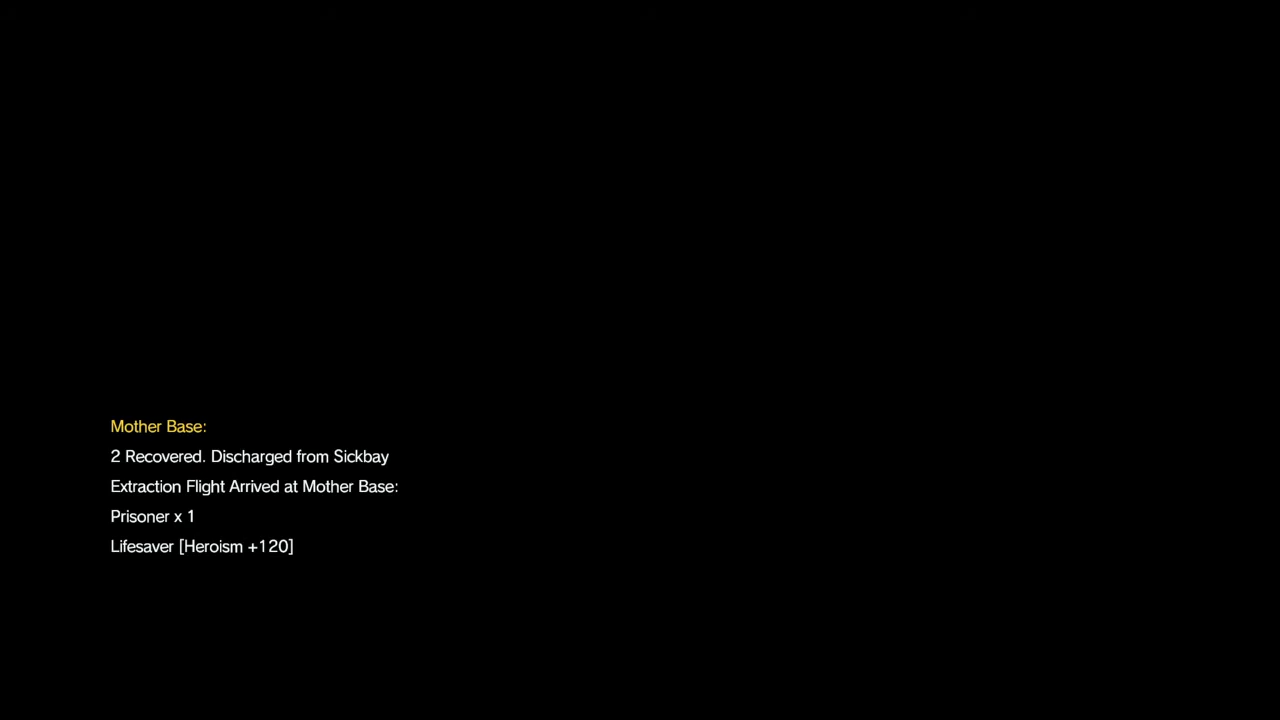 Mother Base:
2 Recovered. Discharged from Sickbay
Extraction Flight Arrived at Mother Base:
Prisoner x 1
Lifesaver [Heroism +120]